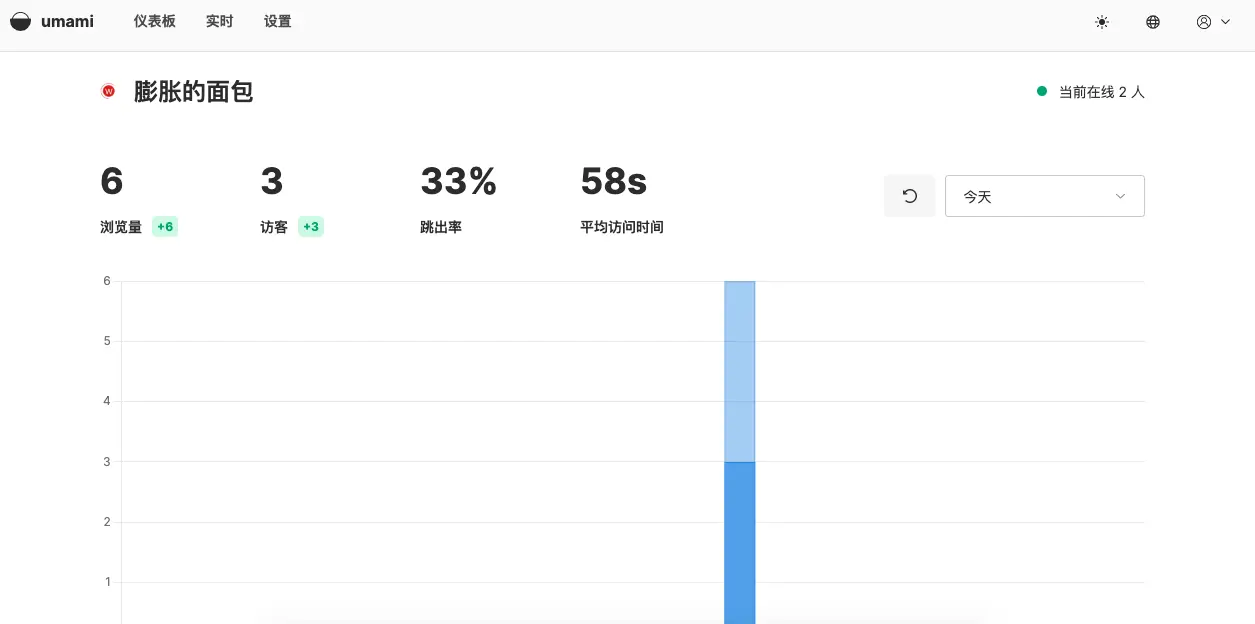 umami 仪表板 实时 设置
W 膨胀的面包 当前在线 2 人
6 3 33% 58s
今天
浏览量 +6 访客 +3 跳出率 平均访问时间
6
5
4
3
2
1